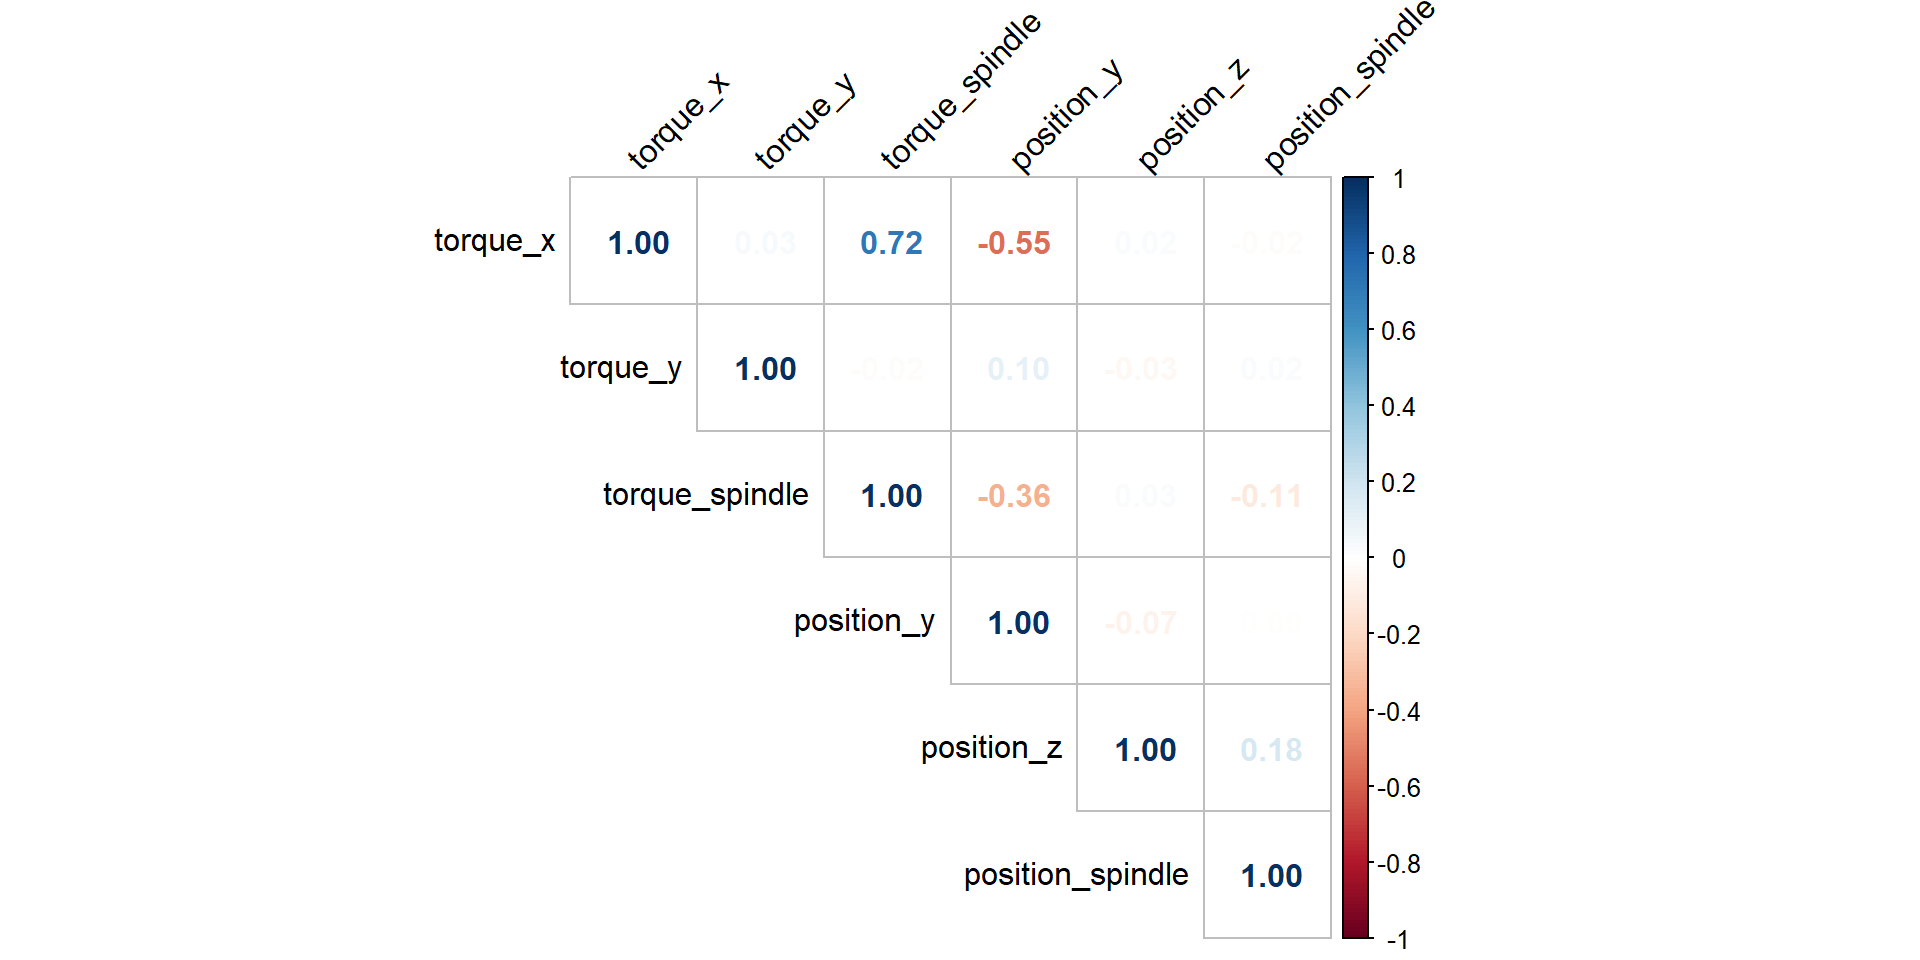 torque_x
torque_y
torque_spindle
position_y
position_z
position_spindle
torque_x 1.00 0.03 0.72 -0.55 0.02 -0.02
torque_y 1.00 -0.02 0.10 -0.03 0.02
torque_spindle 1.00 -0.36 0.03 -0.11
position_y 1.00 -0.07
position_z 1.00 0.18
position_spindle 1.00
1
0.8
0.6
0.4
0.2
0
-0.2
-0.4
-0.6
-0.8
-1